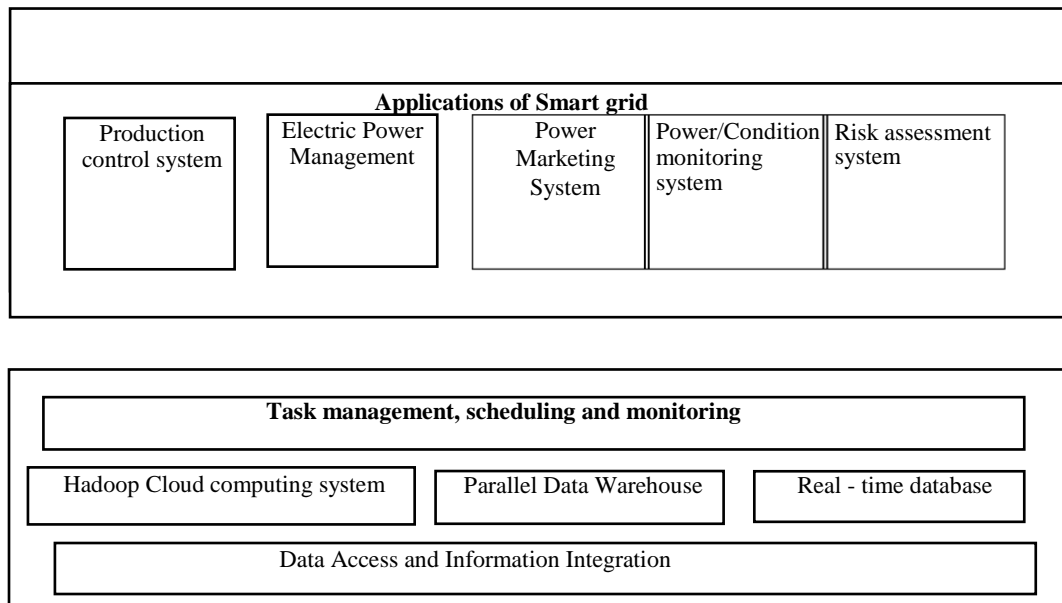 Applications of Smart grid
Production
control system
Electric Power
Management
Power
Marketing
System
Power/Condition
monitoring
system
Risk assessment
system
Task management, scheduling and monitoring
Hadoop Cloud computing system
Parallel Data Warehouse
Real - time database
Data Access and Information Integration